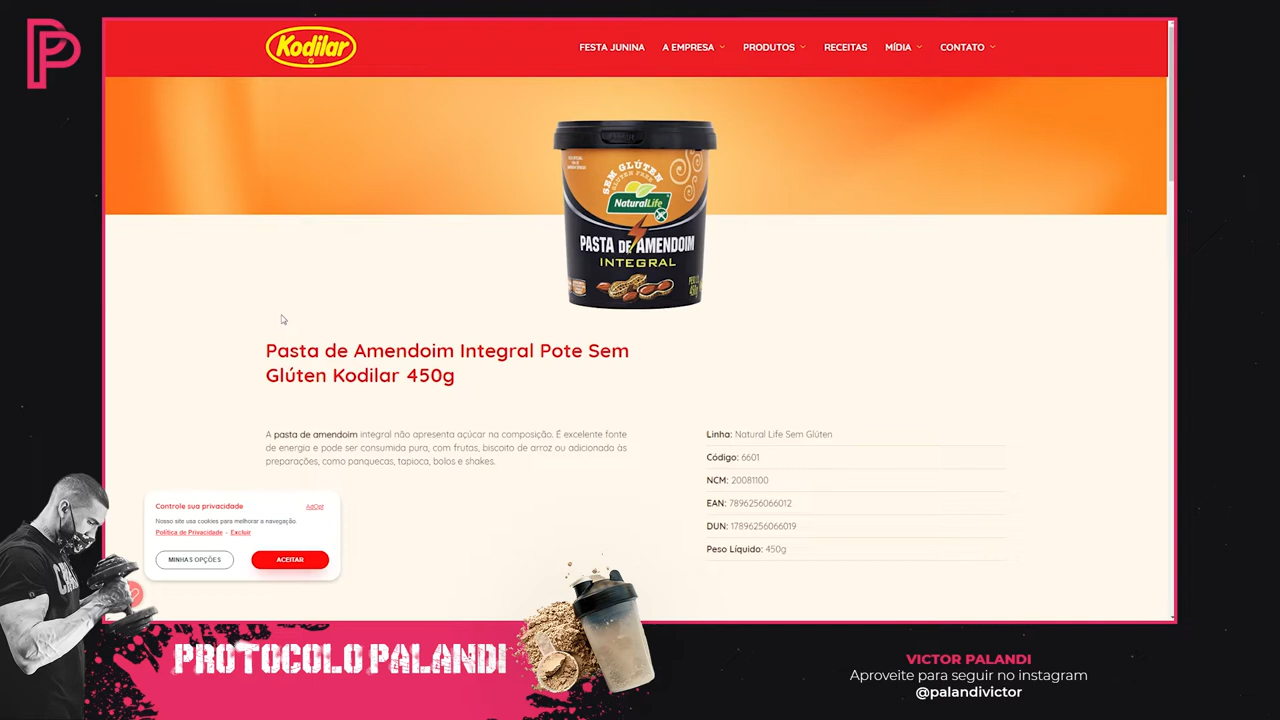 Kodilar
FESTA JUNINA
A EMPRESA
PRODUTOS
RECEITAS
MÍDIA
CONTATO
SEM GLÚTEN
GLUTEN FREE
NaturalLife
PASTA DE AMENDOIM
INTEGRAL
450g
Pasta de Amendoim Integral Pote Sem
Glúten Kodilar 450g
A pasta de amendoim integral não apresenta açúcar na composição. É excelente fonte
de energia e pode ser consumida pura, com frutas, biscoito de arroz ou adicionada às
preparações, como panquecas, tapioca, bolos e shakes.
Linha: Natural Life Sem Glúten
Código: 6601
NCM: 20081100
EAN: 7896256066012
DUN: 17896256066019
Peso Líquido: 450g
Controle sua privacidade
AdOpt
Nosso site usa cookies para melhorar a navegação.
Política de Privacidade - Excluir
MINHAS OPÇÕES
ACEITAR
PROTOCOLO PALANDI
VICTOR PALANDI
Aproveite para seguir no instagram
@palandivictor